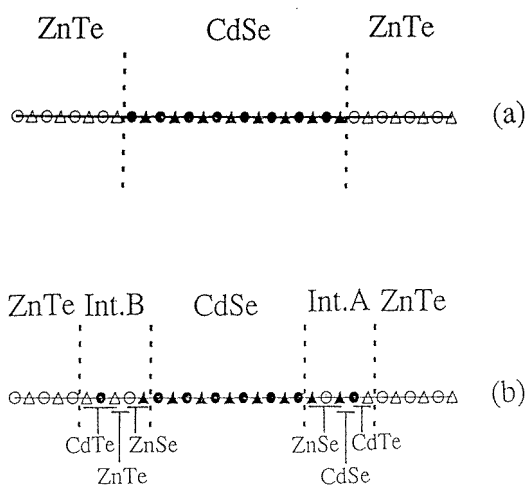 ZnTe CdSe ZnTe
(a)
ZnTe Int.B CdSe Int.A ZnTe
(b)
CdTe ZnSe ZnSe CdTe
ZnTe CdSe